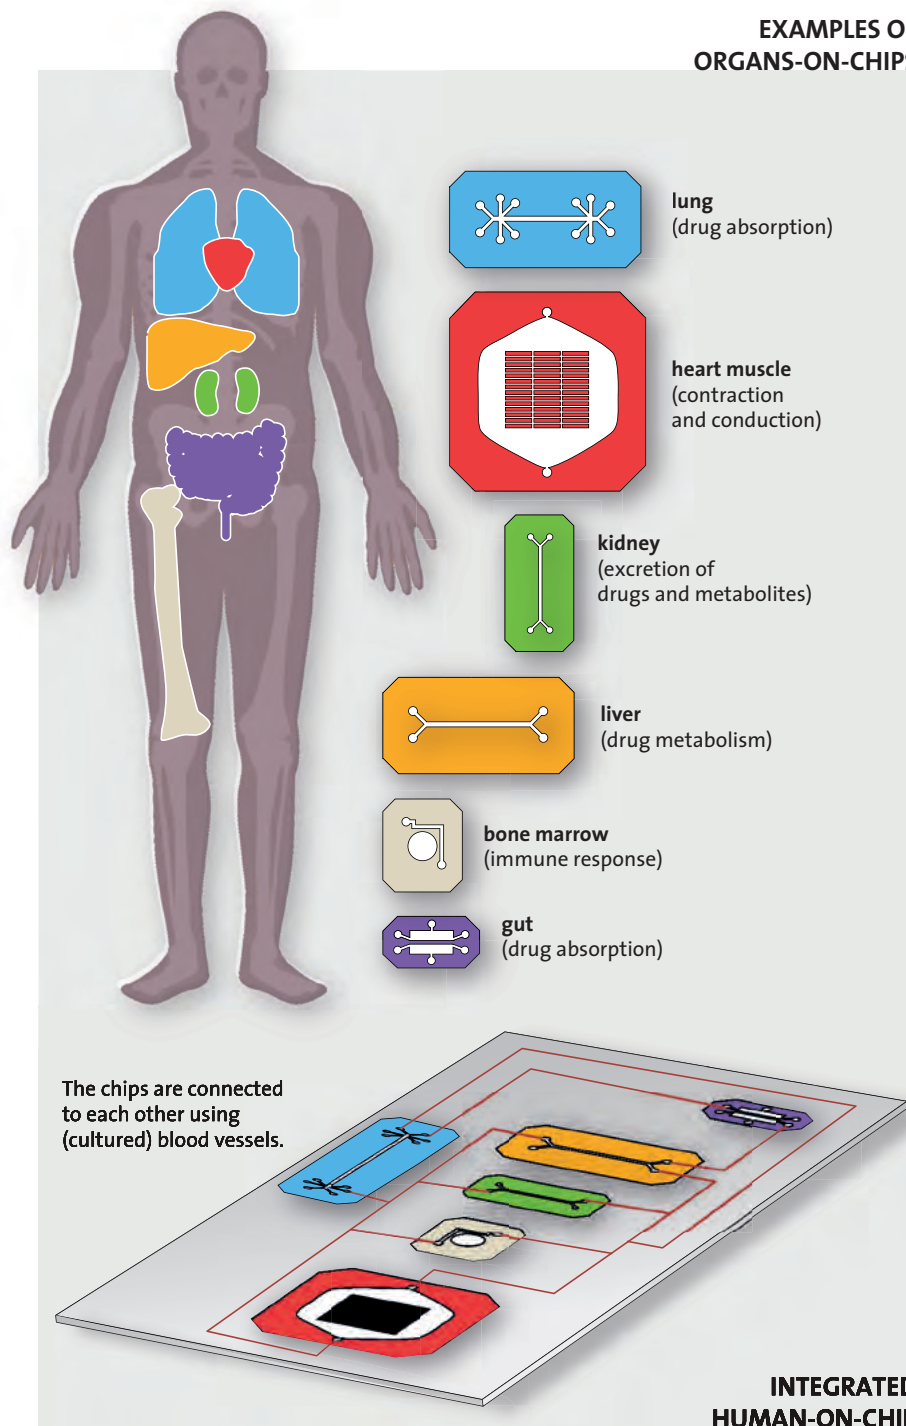 EXAMPLES O
ORGANS-ON-CHIPS
lung
(drug absorption)
heart muscle
(contraction
and conduction)
kidney
(excretion of
drugs and metabolites)
liver
(drug metabolism)
bone marrow
(immune response)
gut
(drug absorption)
The chips are connected
to each other using
(cultured) blood vessels.
INTEGRATED
HUMAN-ON-CHIP